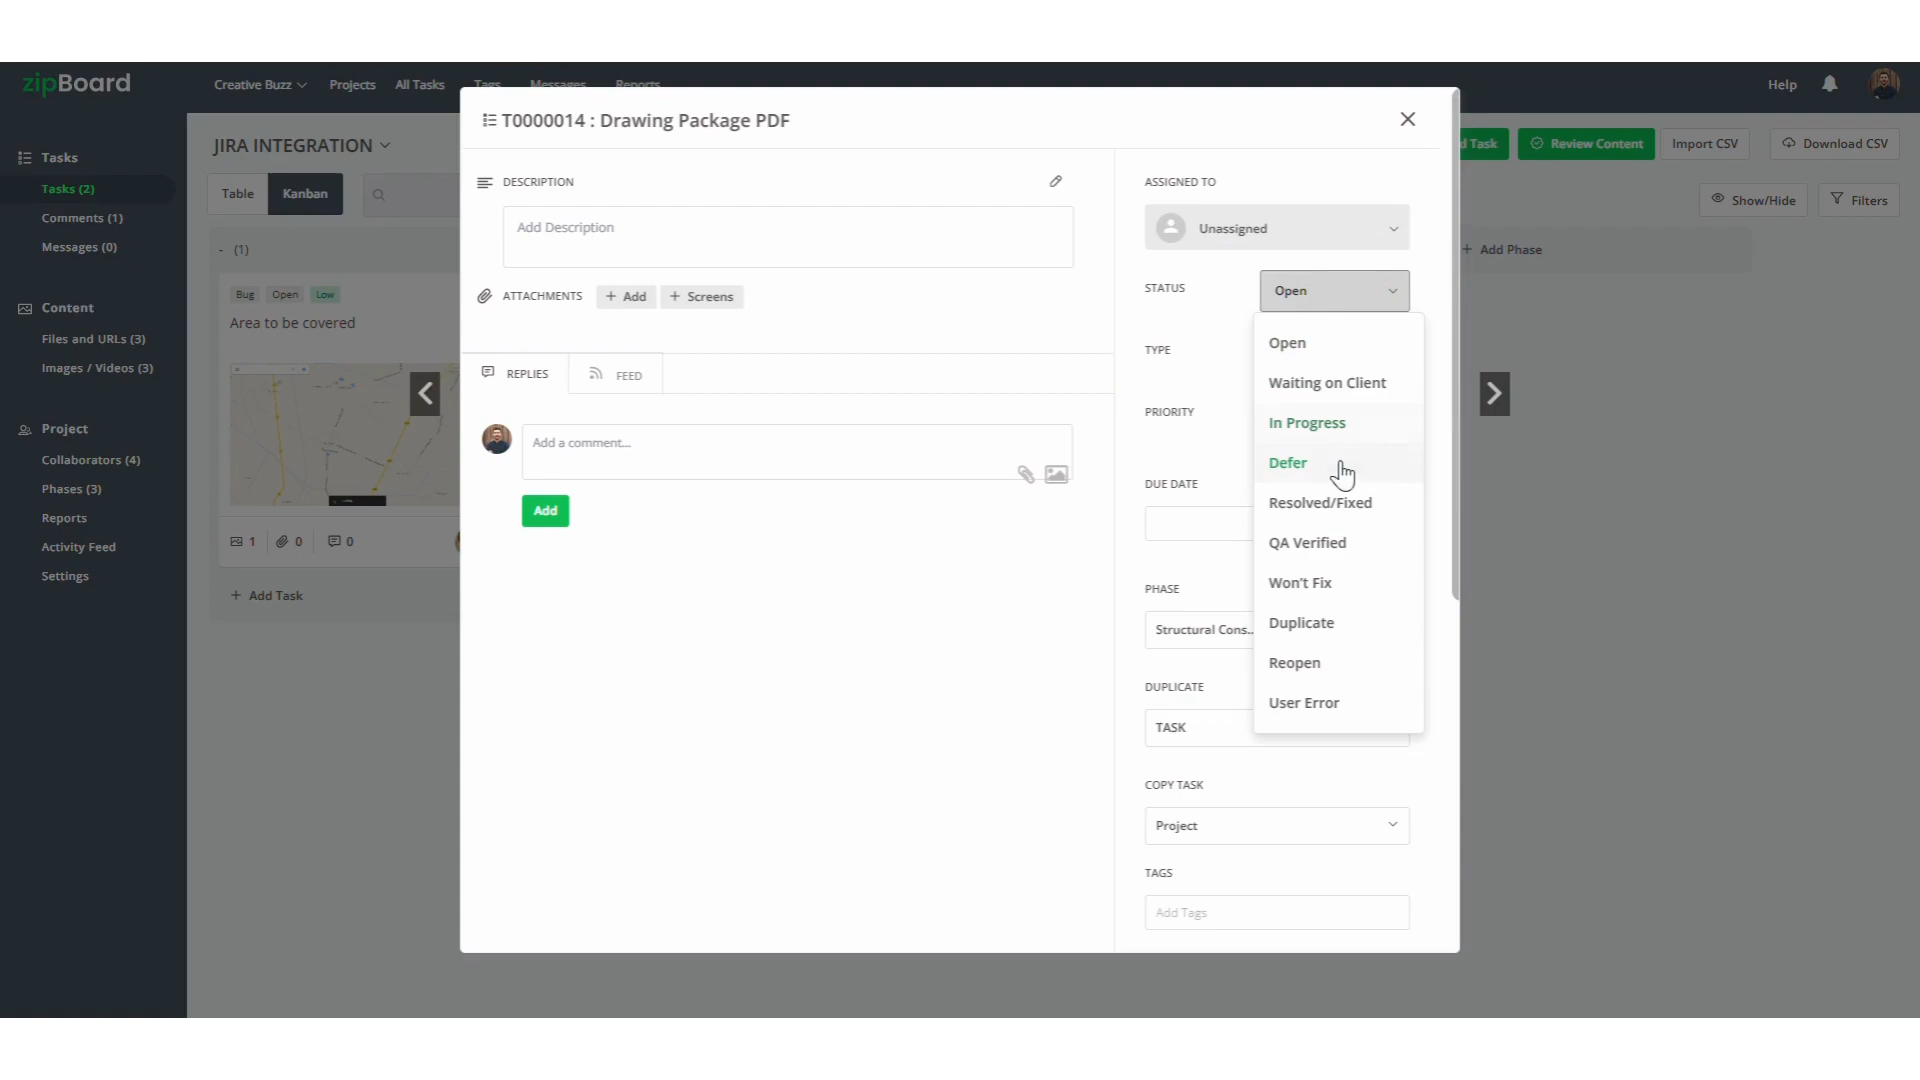 zipBoard
Creative Buzz
Projects
All Tasks
Tags
Messages
Reports
Help
Tasks
Tasks (2)
Comments (1)
Messages (0)
Content
Files and URLs (3)
Images / Videos (3)
Project
Collaborators (4)
Phases (3)
Reports
Activity Feed
Settings
JIRA INTEGRATION
Table
Kanban
d Task
Review Content
Import CSV
Download CSV
Show/Hide
Filters
- (1)
+ Add Phase
Bug
Open
Low
Area to be covered
1
0
0
+ Add Task
T0000014 : Drawing Package PDF
DESCRIPTION
Add Description
ATTACHMENTS
+ Add
+ Screens
REPLIES
FEED
Add a comment...
Add
ASSIGNED TO
Unassigned
STATUS
Open
Open
Waiting on Client
In Progress
Defer
Resolved/Fixed
QA Verified
Won't Fix
Duplicate
Reopen
User Error
TYPE
PRIORITY
DUE DATE
PHASE
Structural Cons..
DUPLICATE
TASK
COPY TASK
Project
TAGS
Add Tags